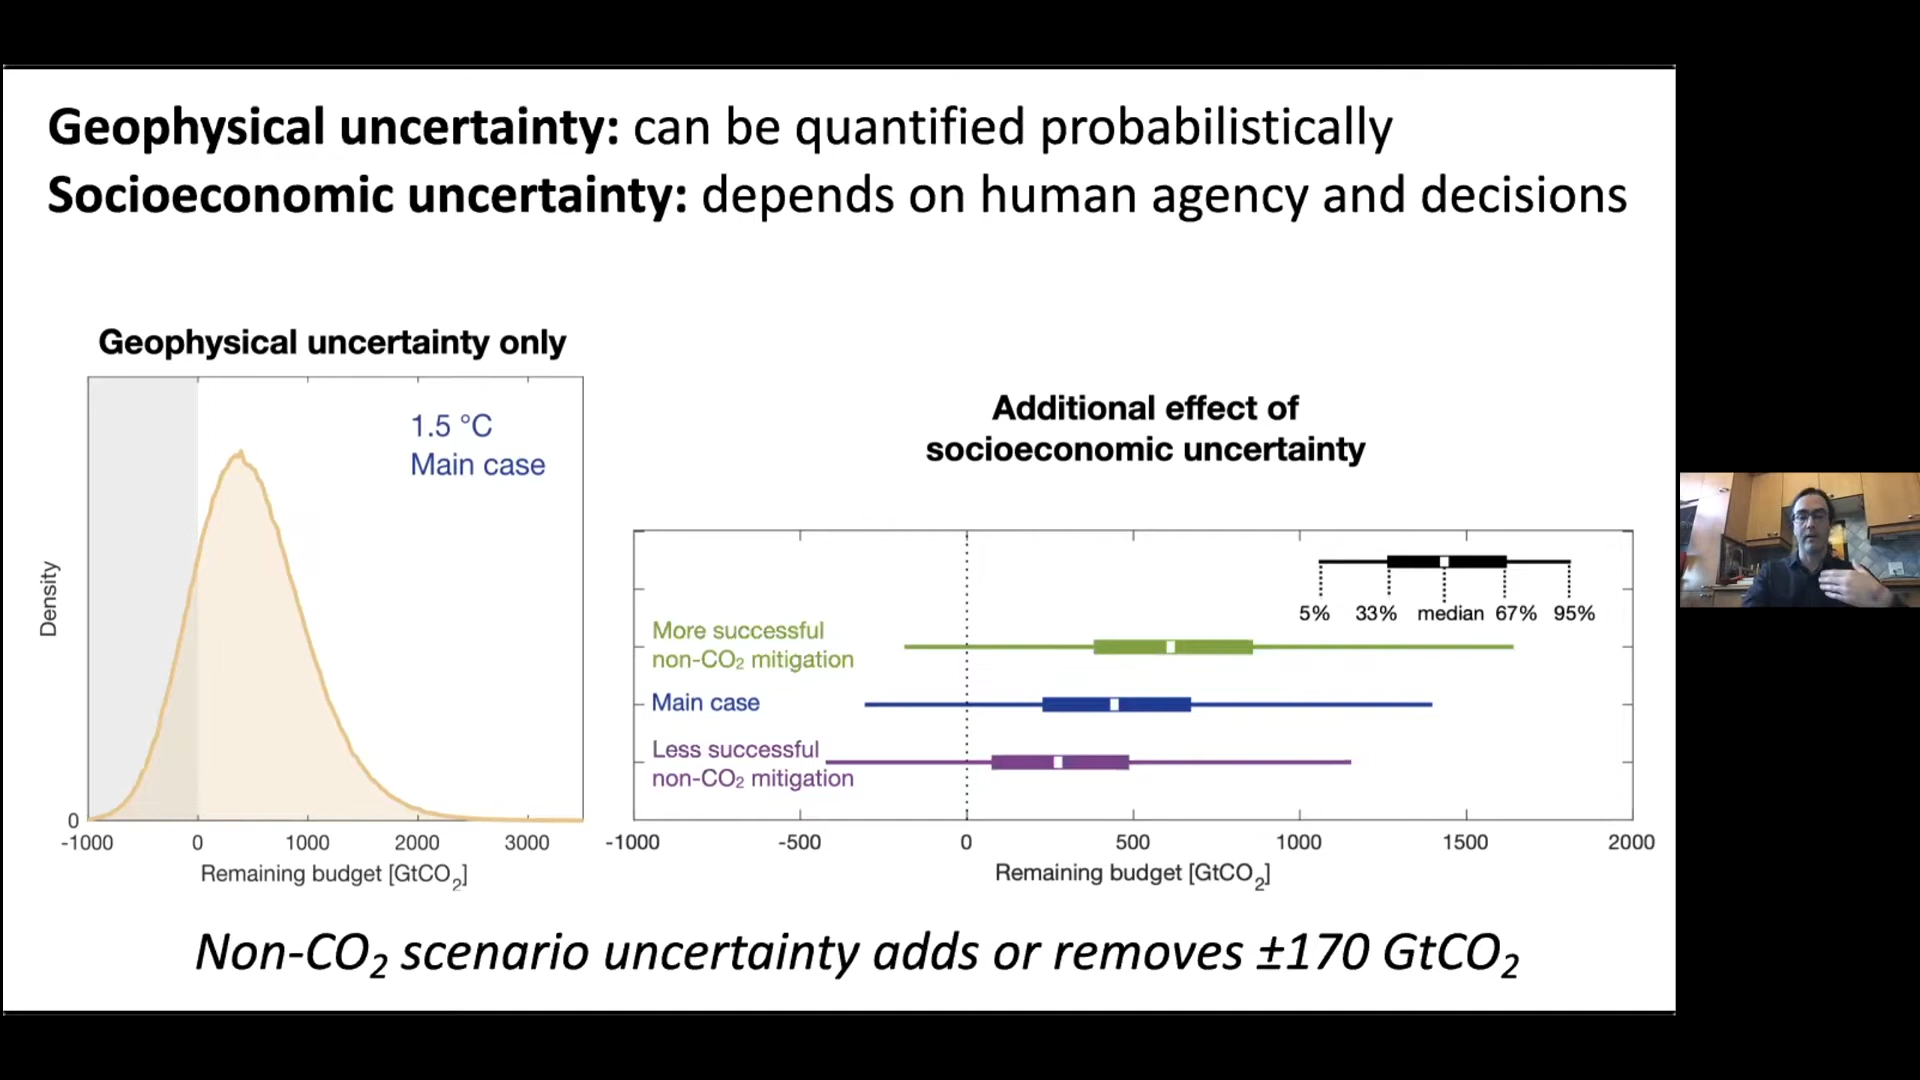 Geophysical uncertainty: can be quantified probabilistically
Socioeconomic uncertainty: depends on human agency and decisions
Geophysical uncertainty only
1.5 °C
Main case
Density
0
-1000 0 1000 2000 3000
Remaining budget [GtCO₂]
Additional effect of
socioeconomic uncertainty
5% 33% median 67% 95%
More successful
non-CO₂ mitigation
Main case
Less successful
non-CO₂ mitigation
-1000 -500 0 500 1000 1500 2000
Remaining budget [GtCO₂]
Non-CO₂ scenario uncertainty adds or removes ±170 GtCO₂